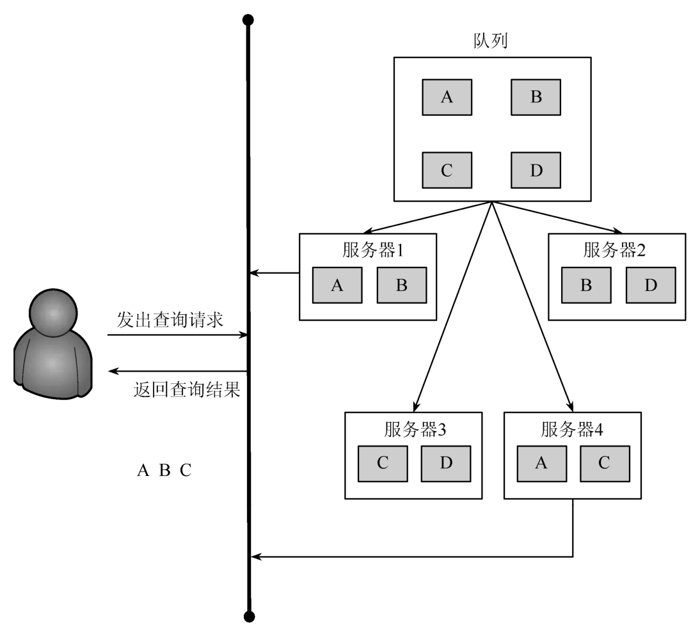 队列
A B
C D
服务器1
A B
服务器2
B D
发出查询请求
返回查询结果
服务器3
C D
服务器4
A C
A B C